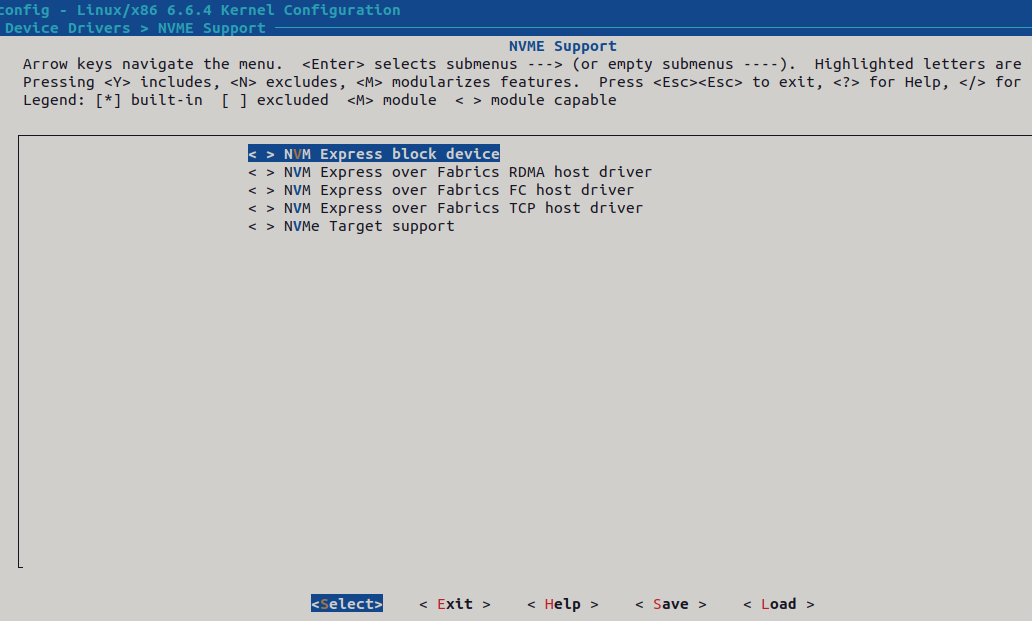 config - Linux/x86 6.6.4 Kernel Configuration
Device Drivers > NVME Support
NVME Support
Arrow keys navigate the menu.  <Enter> selects submenus ---> (or empty submenus ----).  Highlighted letters are
Pressing <Y> includes, <N> excludes, <M> modularizes features.  Press <Esc><Esc> to exit, <?> for Help, </> for
Legend: [*] built-in  [ ] excluded  <M> module  < > module capable
< > NVM Express block device
< > NVM Express over Fabrics RDMA host driver
< > NVM Express over Fabrics FC host driver
< > NVM Express over Fabrics TCP host driver
< > NVMe Target support
<Select>    < Exit >    < Help >    < Save >    < Load >